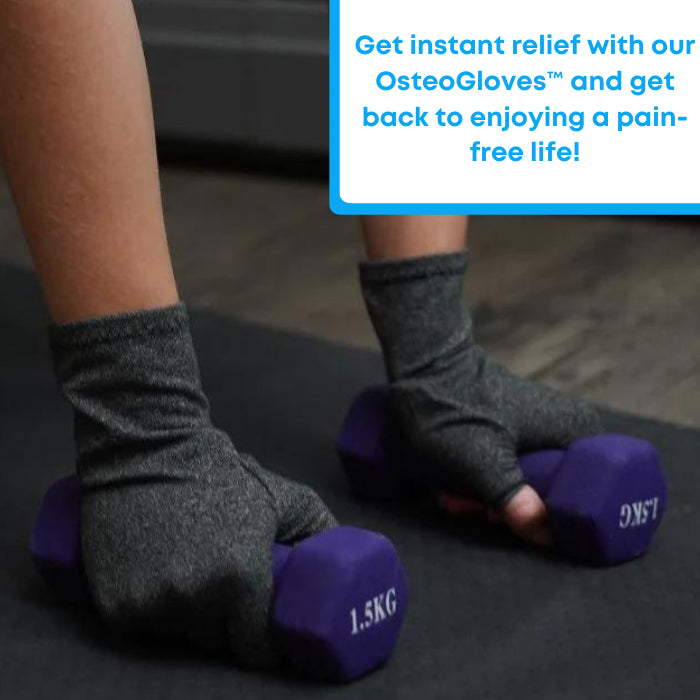 Get instant relief with our
OsteoGloves™ and get
back to enjoying a pain-
free life!
1.5KG
1.5KG